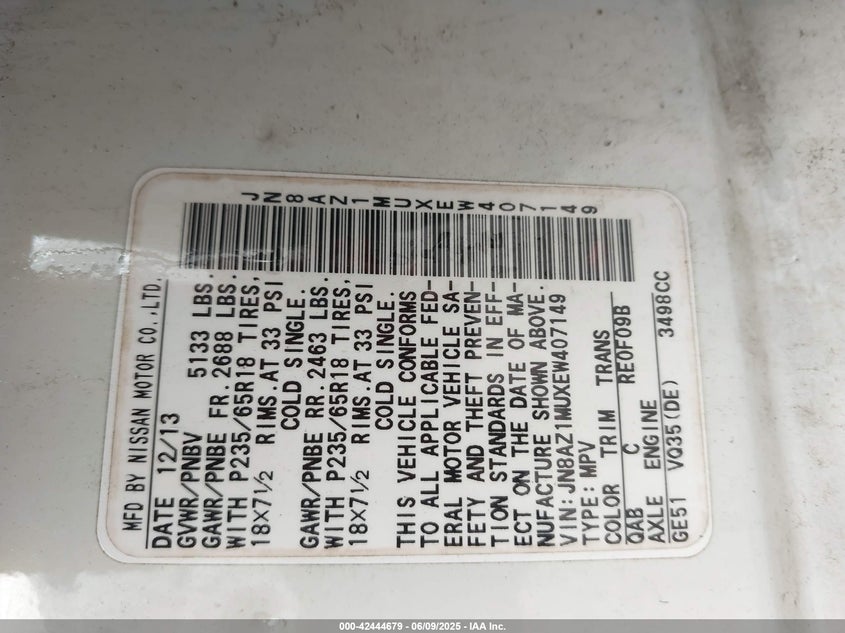 JN8AZ1MUXEW407149
MFD BY NISSAN MOTOR CO.,LTD.
DATE 12/13
GVWR/PNBV 5133 LBS.
GAWR/PNBE FR. 2688 LBS.
WITH P235/65R18 TIRES,
18X7½ RIMS.AT 33 PSI
COLD SINGLE.
GAWR/PNBE RR. 2463 LBS.
WITH P235/65R18 TIRES,
18X7½ RIMS.AT 33 PSI
COLD SINGLE.
THIS VEHICLE CONFORMS
TO ALL APPLICABLE FED-
ERAL MOTOR VEHICLE SA-
FETY AND THEFT PREVEN-
TION STANDARDS IN EFF-
ECT ON THE DATE OF MA-
NUFACTURE SHOWN ABOVE.
VIN:JN8AZ1MUXEW407149
TYPE:MPV
COLOR TRIM TRANS
QAB C RE0F09B
AXLE ENGINE
GE51 VQ35(DE) 3498CC
000-42444679 - 06/09/2025 - IAA Inc.